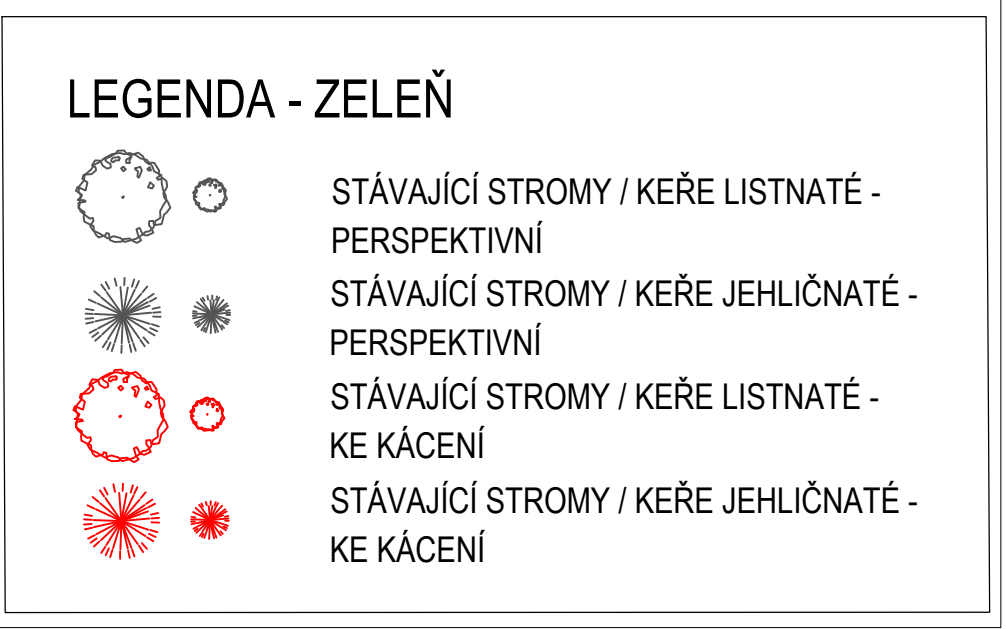 LEGENDA - ZELEŇ
STÁVAJÍCÍ STROMY / KEŘE LISTNATÉ -
PERSPEKTIVNÍ
STÁVAJÍCÍ STROMY / KEŘE JEHLIČNATÉ -
PERSPEKTIVNÍ
STÁVAJÍCÍ STROMY / KEŘE LISTNATÉ -
KE KÁCENÍ
STÁVAJÍCÍ STROMY / KEŘE JEHLIČNATÉ -
KE KÁCENÍ